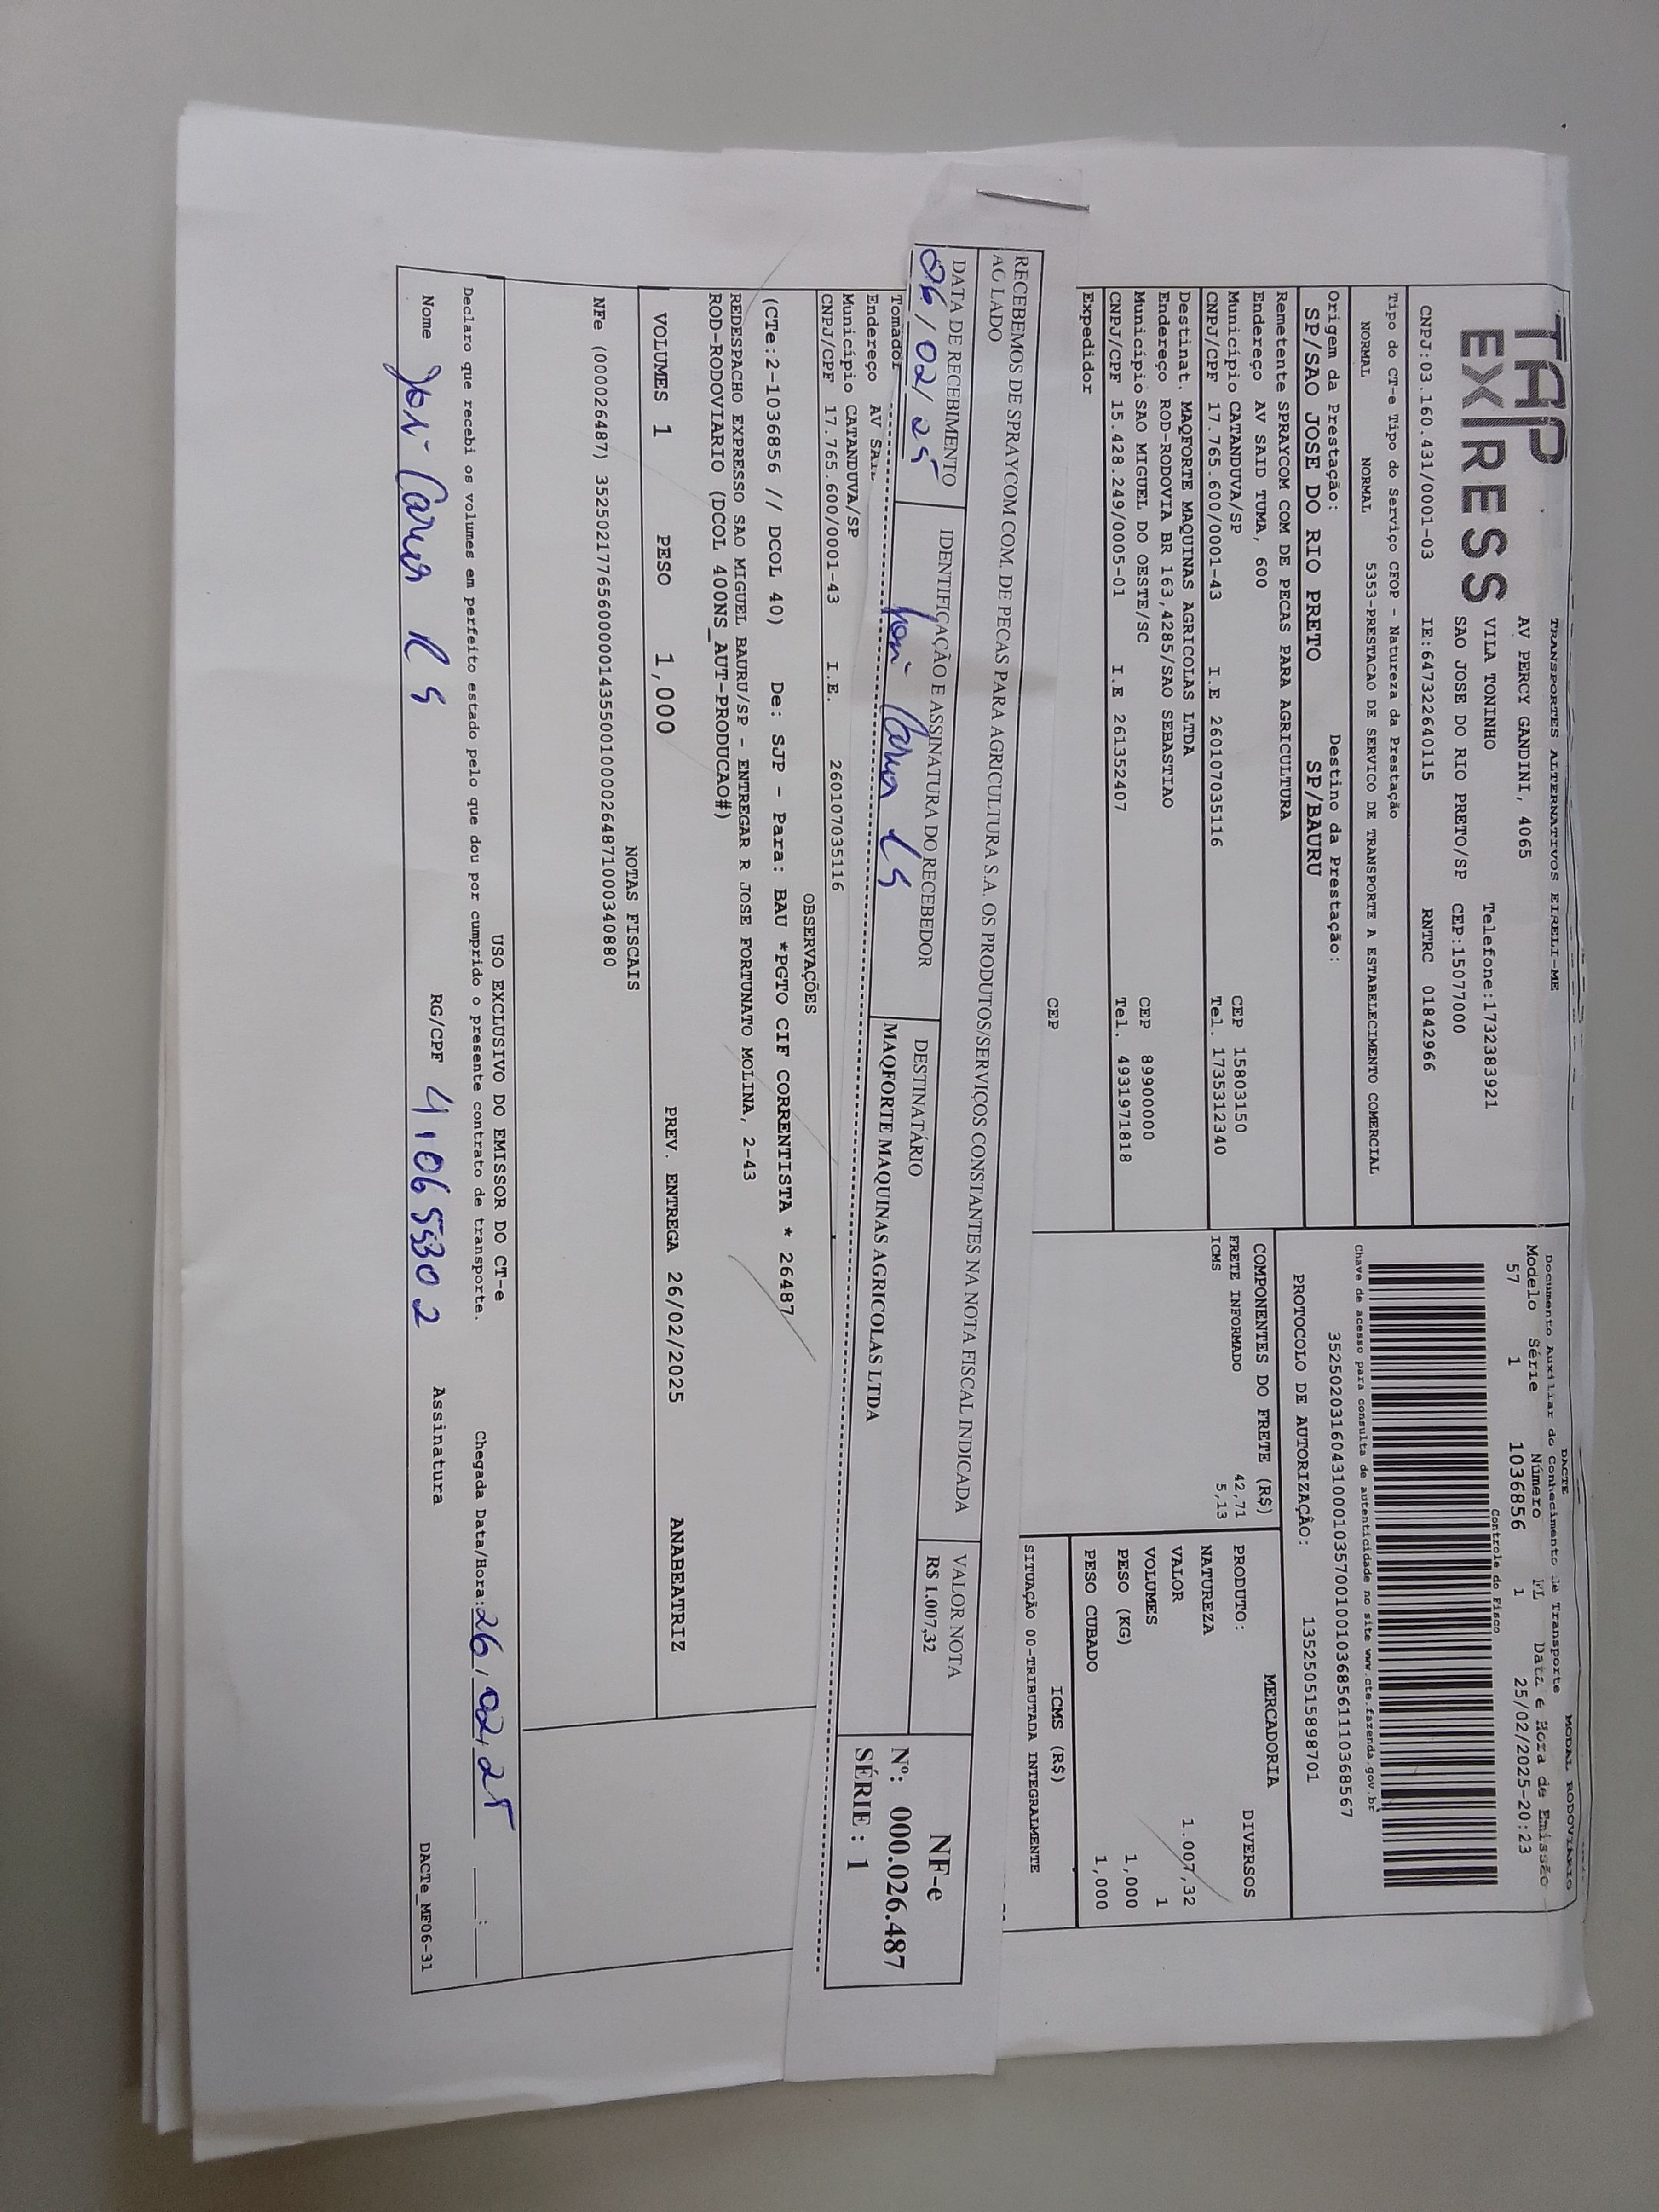 TAP
EXPRESS
TRANSPORTES ALTERNATIVOS EIRELI-ME
AV PERCY GANDINI, 4065
VILA TONINHO Telefone:1732383921
SAO JOSE DO RIO PRETO/SP CEP:15077000
CNPJ:03.160.431/0001-03 IE:647322640115 RNTRC 01842966
Tipo do CT-e Tipo do Serviço CFOP - Natureza da Prestação
NORMAL NORMAL 5353-PRESTACAO DE SERVICO DE TRANSPORTE A ESTABELECIMENTO COMERCIAL
Origem da Prestação: Destino da Prestação:
SP/SAO JOSE DO RIO PRETO SP/BAURU
Remetente SPRAYCOM COM DE PECAS PARA AGRICULTURA
Endereço AV SAID TUMA, 600
Município CATANDUVA/SP CEP 15803150
CNPJ/CPF 17.765.600/0001-43 I.E 260107035116 Tel. 1735312340
Destinat. MAQFORTE MAQUINAS AGRICOLAS LTDA
Endereço ROD-RODOVIA BR 163,4285/SAO SEBASTIAO
Município SAO MIGUEL DO OESTE/SC CEP 89900000
CNPJ/CPF 15.428.249/0005-01 I.E 261352407 Tel. 4931971818
Expedidor
CEP
DACTE MODAL RODOVIÁRIO
Documento Auxiliar do Conhecimento de Transporte
Modelo Série Número FL Data e Hora de Emissão
57 1 1036856 1 25/02/2025-20:23
Controle do Fisco
Chave de acesso para consulta de autenticidade no site www.cte.fazenda.gov.br
35250203160431000103570010010368561110368567
PROTOCOLO DE AUTORIZAÇÃO: 135250515898701
COMPONENTES DO FRETE (R$)
FRETE INFORMADO 42,71
ICMS 5,13
MERCADORIA
PRODUTO: DIVERSOS
NATUREZA
VALOR 1.007,32
VOLUMES 1
PESO (KG) 1,000
PESO CUBADO 1,000
ICMS (R$)
SITUAÇÃO 00-TRIBUTADA INTEGRALMENTE
RECEBEMOS DE SPRAYCOM COM. DE PECAS PARA AGRICULTURA S.A. OS PRODUTOS/SERVIÇOS CONSTANTES NA NOTA FISCAL INDICADA
AO LADO
DATA DE RECEBIMENTO IDENTIFICAÇÃO E ASSINATURA DO RECEBEDOR DESTINATÁRIO VALOR NOTA
06/02/25 MAQFORTE MAQUINAS AGRICOLAS LTDA R$ 1.007,32
NF-e
Nº: 000.026.487
SÉRIE : 1
Tomador
Endereço AV
Município CATANDUVA/SP
CNPJ/CPF 17.765.600/0001-43 I.E. 260107035116
OBSERVAÇÕES
(CTe:2-1036856 // DCOL 40) De: SJP - Para: BAU *PGTO CIF CORRENTISTA * 26487
REDESPACHO EXPRESSO SAO MIGUEL BAURU/SP - ENTREGAR R JOSE FORTUNATO MOLINA, 2-43
ROD-RODOVIARIO (DCOL 400NS_AUT-PRODUCAO#)
VOLUMES 1 PESO 1,000 PREV. ENTREGA 26/02/2025 ANABEATRIZ
NOTAS FISCAIS
NFe (000026487) 35250217765600000143550010000264871000340880
USO EXCLUSIVO DO EMISSOR DO CT-e
Declaro que recebi os volumes em perfeito estado pelo que dou por cumprido o presente contrato de transporte. Chegada Data/Hora:26/02/25 __:__
Nome RG/CPF 41065302 Assinatura
DACTe_MF06-31